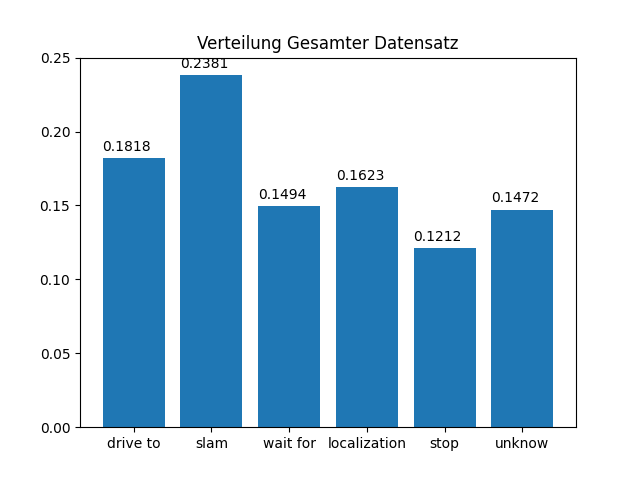 Verteilung Gesamter Datensatz
0.25
0.20
0.15
0.10
0.05
0.00
0.1818
0.2381
0.1494
0.1623
0.1212
0.1472
drive to
slam
wait for
localization
stop
unknow